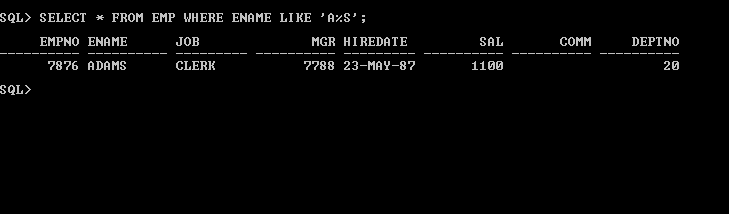 SQL> SELECT * FROM EMP WHERE ENAME LIKE 'A%S';
EMPNO ENAME JOB MGR HIREDATE SAL COMM DEPTNO
7876 ADAMS CLERK 7788 23-MAY-87 1100 20
SQL>